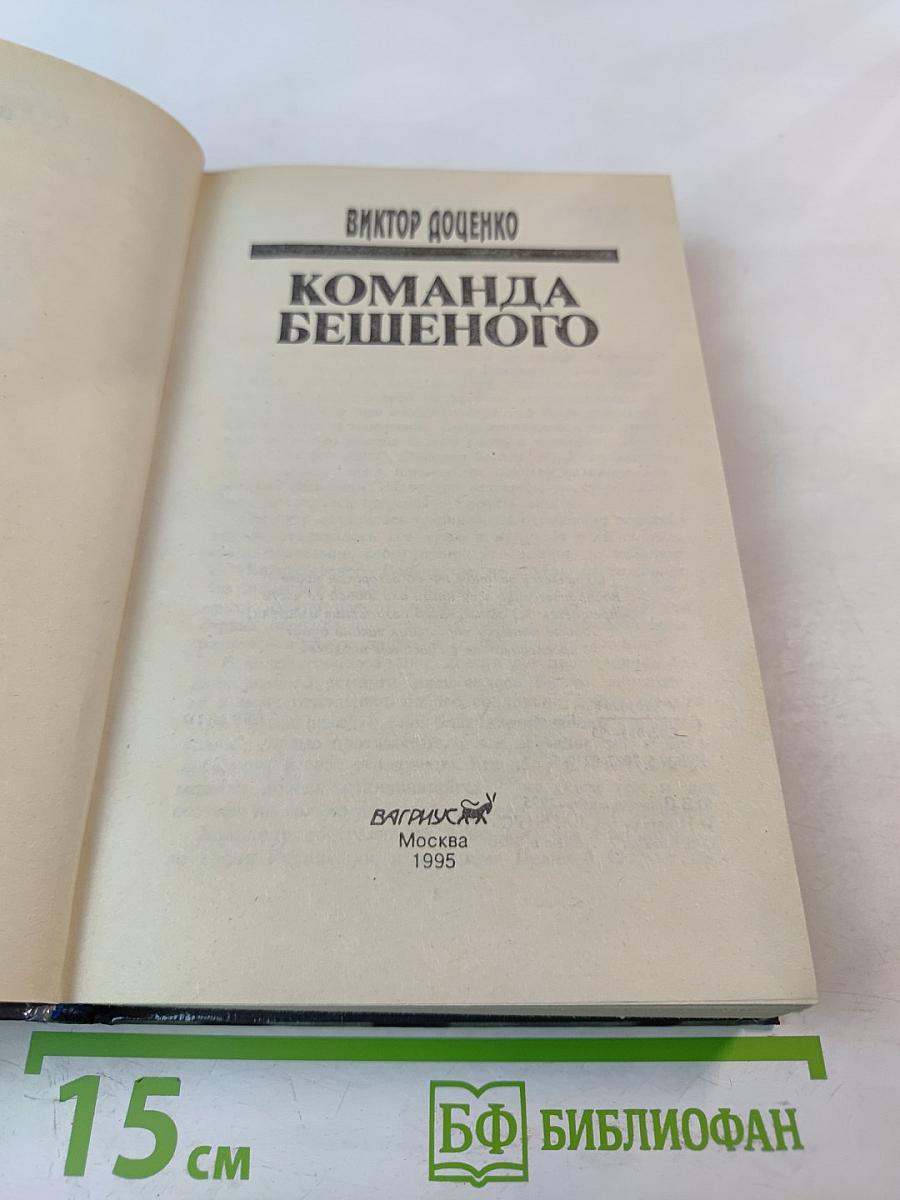 ВИКТОР ДОЦЕНКО
КОМАНДА
БЕШЕНОГО
ВАГРИУС
Москва
1995
15 см
БФ БИБЛИОФАН